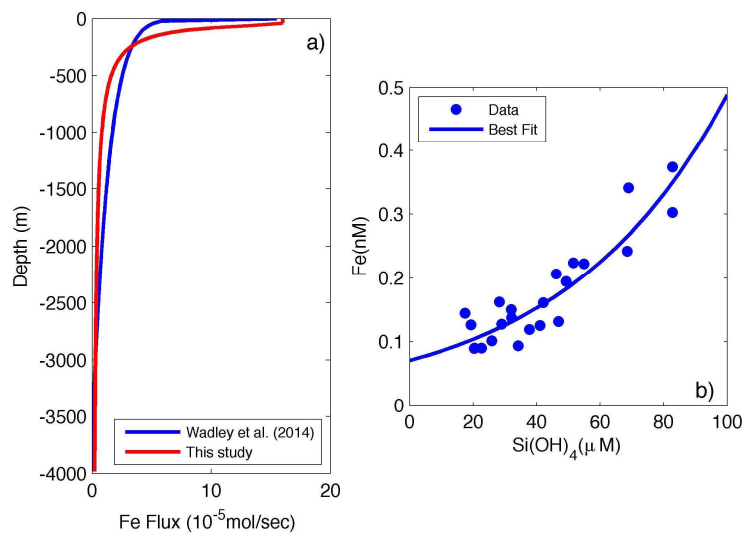 a)
0
-500
-1000
-1500
-2000
-2500
-3000
-3500
-4000
Depth (m)
Wadley et al. (2014)
This study
0 10 20
Fe Flux (10-5mol/sec)
0.5
0.4
0.3
0.2
0.1
0
Fe(nM)
Data
Best Fit
b)
0 20 40 60 80 100
Si(OH)4(μ M)